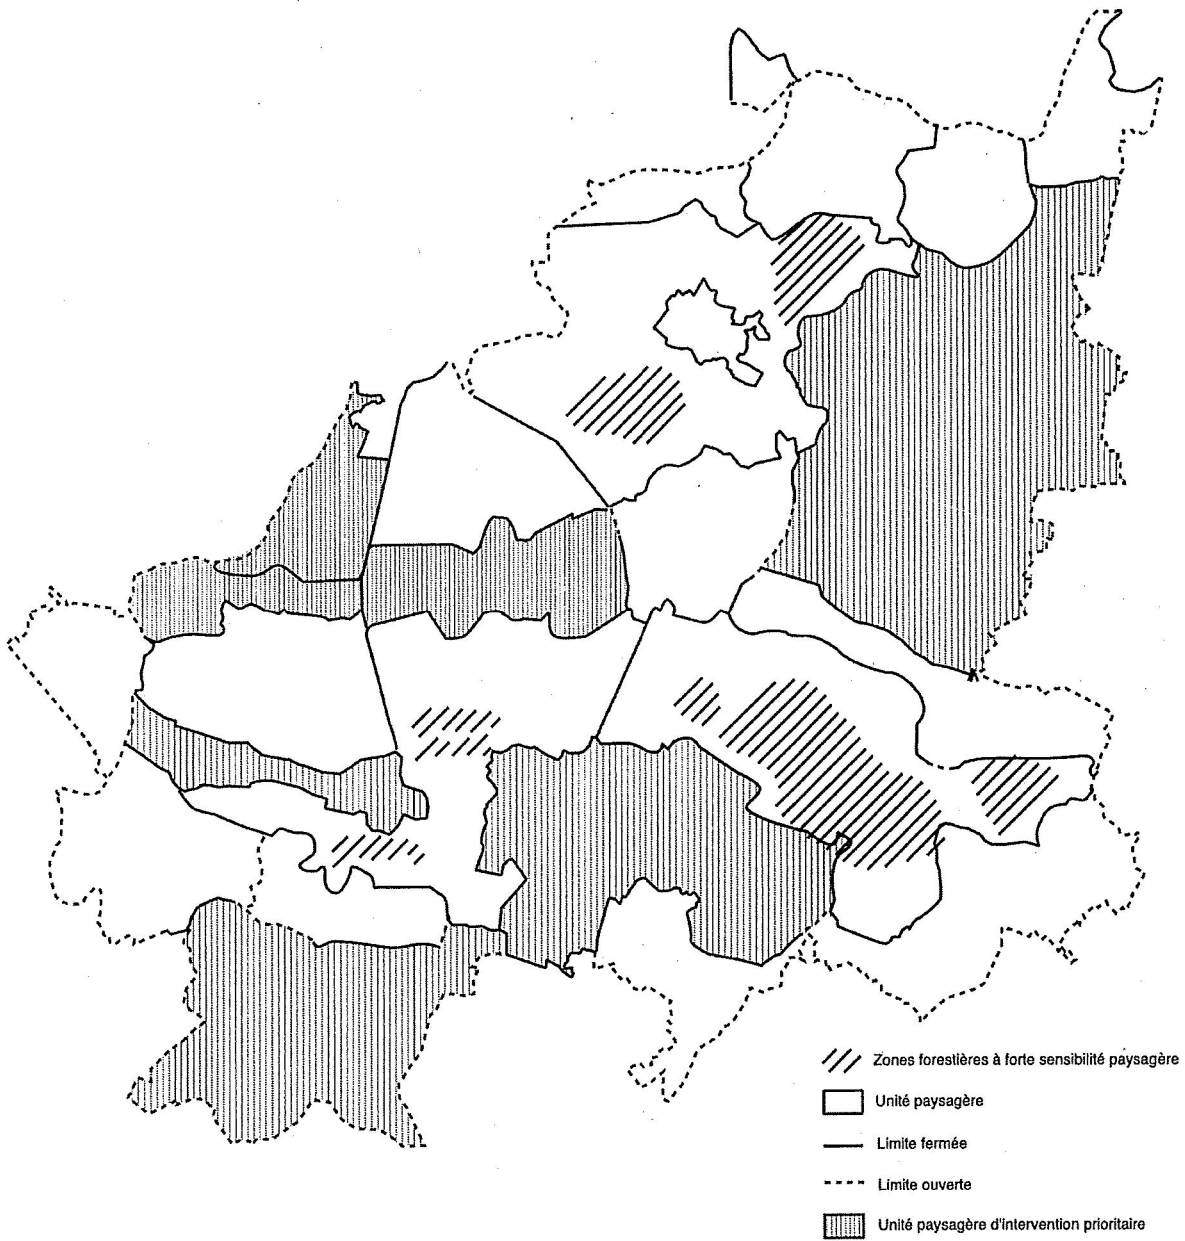 Zones forestières à forte sensibilité paysagère
Unité paysagère
Limite fermée
Limite ouverte
Unité paysagère d'intervention prioritaire